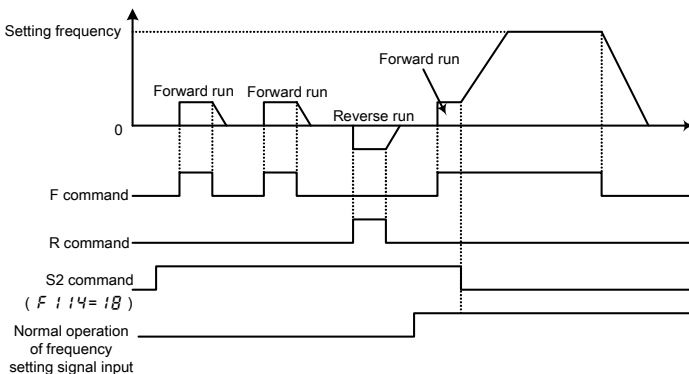 Setting frequency
Forward run
Forward run
Forward run
Reverse run
0
F command
R command
S2 command
( F114=18 )
Normal operation
of frequency
setting signal input